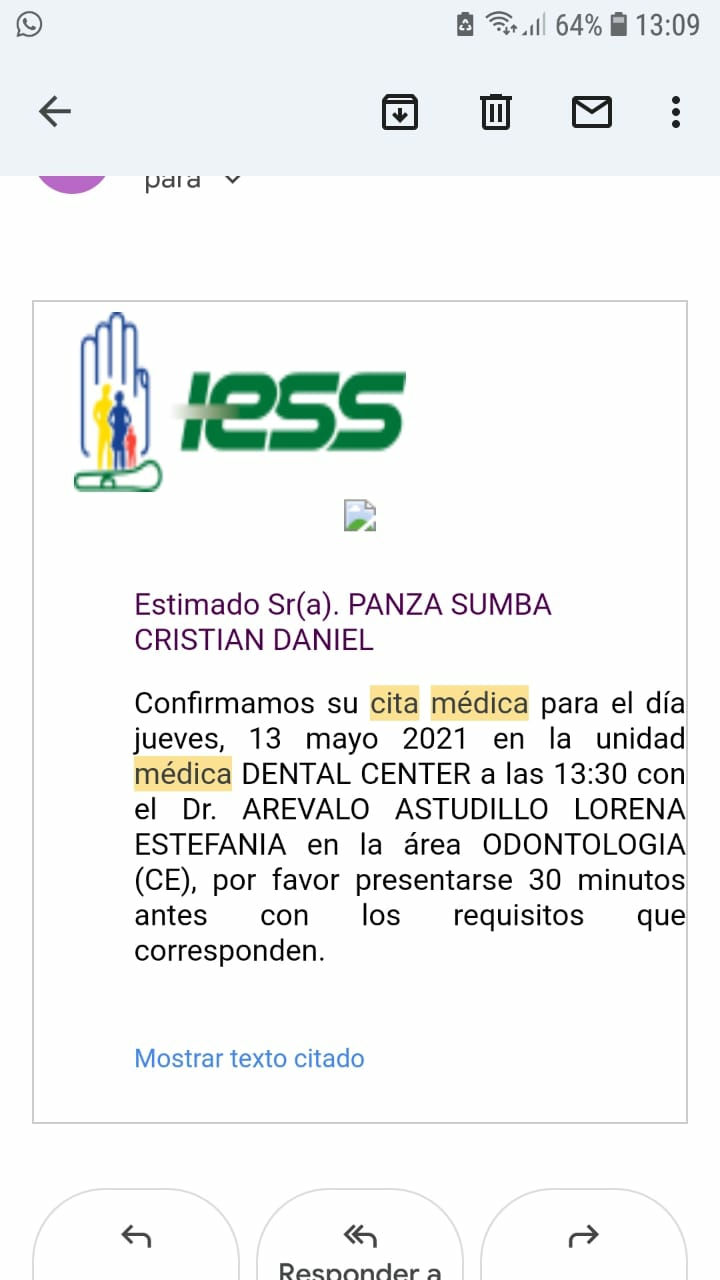 64% 13:09
para
IESS
Estimado Sr(a). PANZA SUMBA
CRISTIAN DANIEL
Confirmamos su cita médica para el día
jueves, 13 mayo 2021 en la unidad
médica DENTAL CENTER a las 13:30 con
el Dr. AREVALO ASTUDILLO LORENA
ESTEFANIA en la área ODONTOLOGIA
(CE), por favor presentarse 30 minutos
antes con los requisitos que
corresponden.
Mostrar texto citado
Responder a